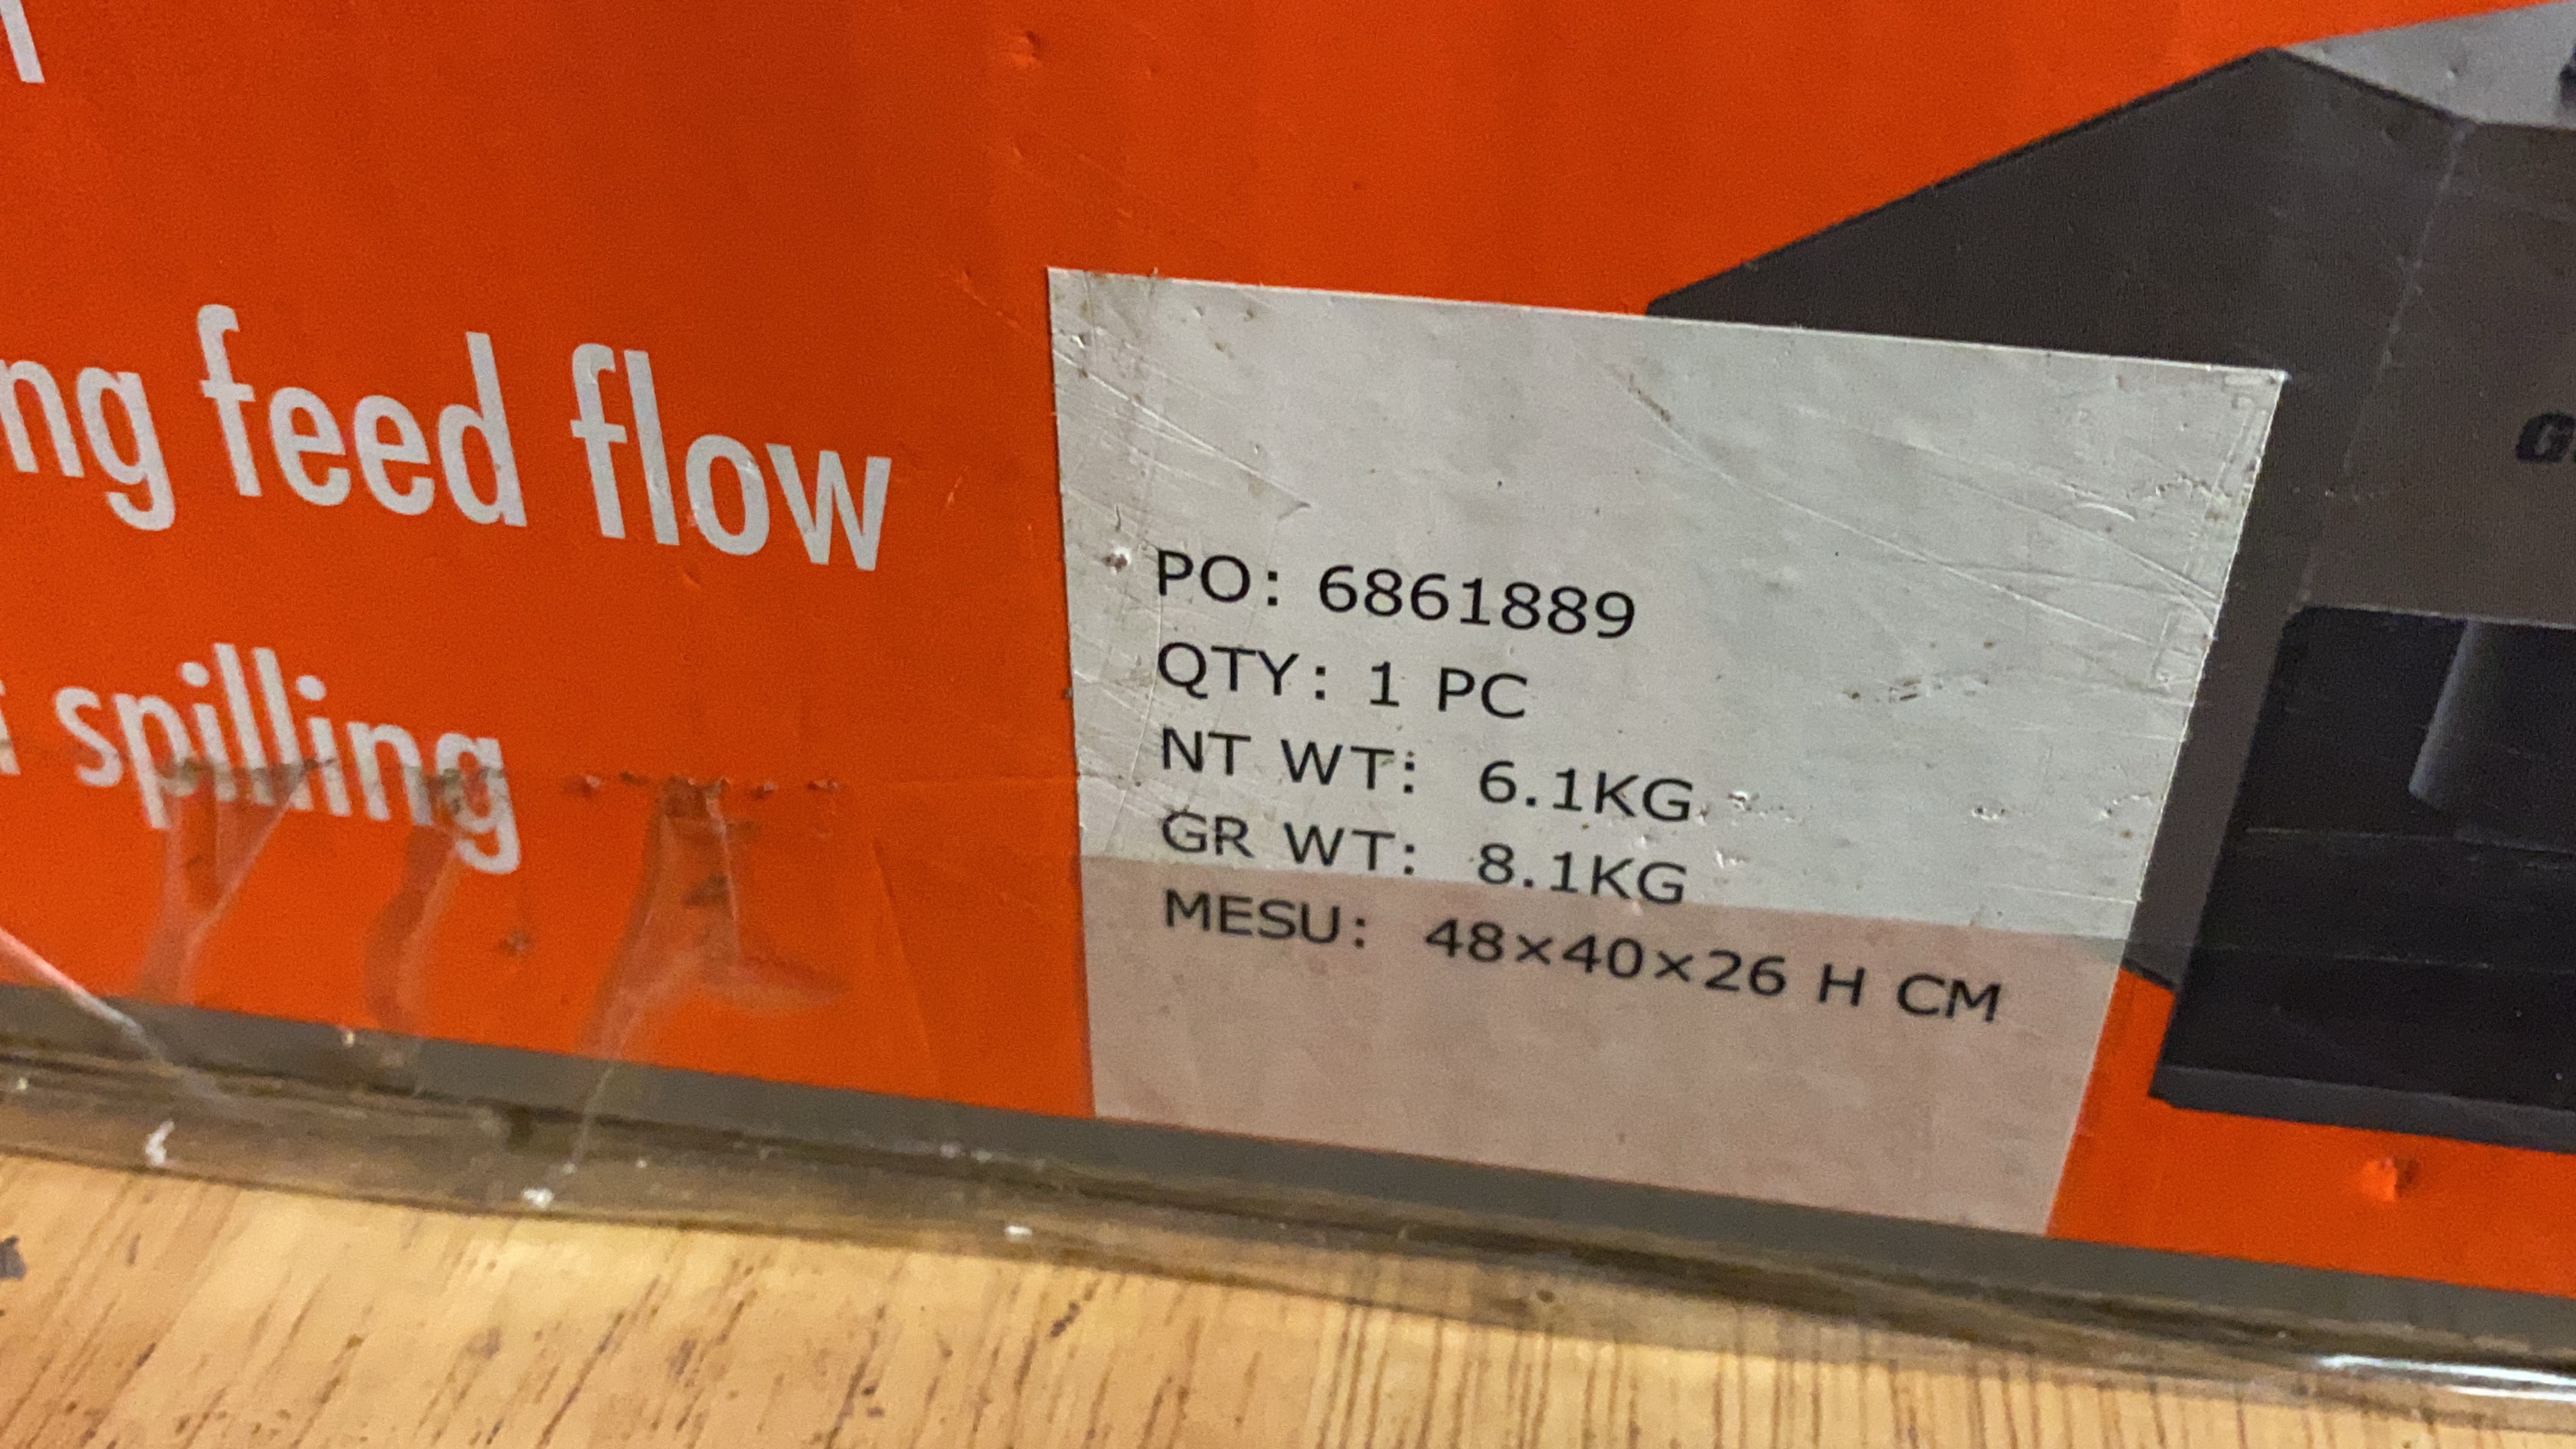 feed flow
spilling
PO: 6861889
QTY: 1 PC
NT WT: 6.1KG
GR WT: 8.1KG
MESU: 48×40×26 H CM